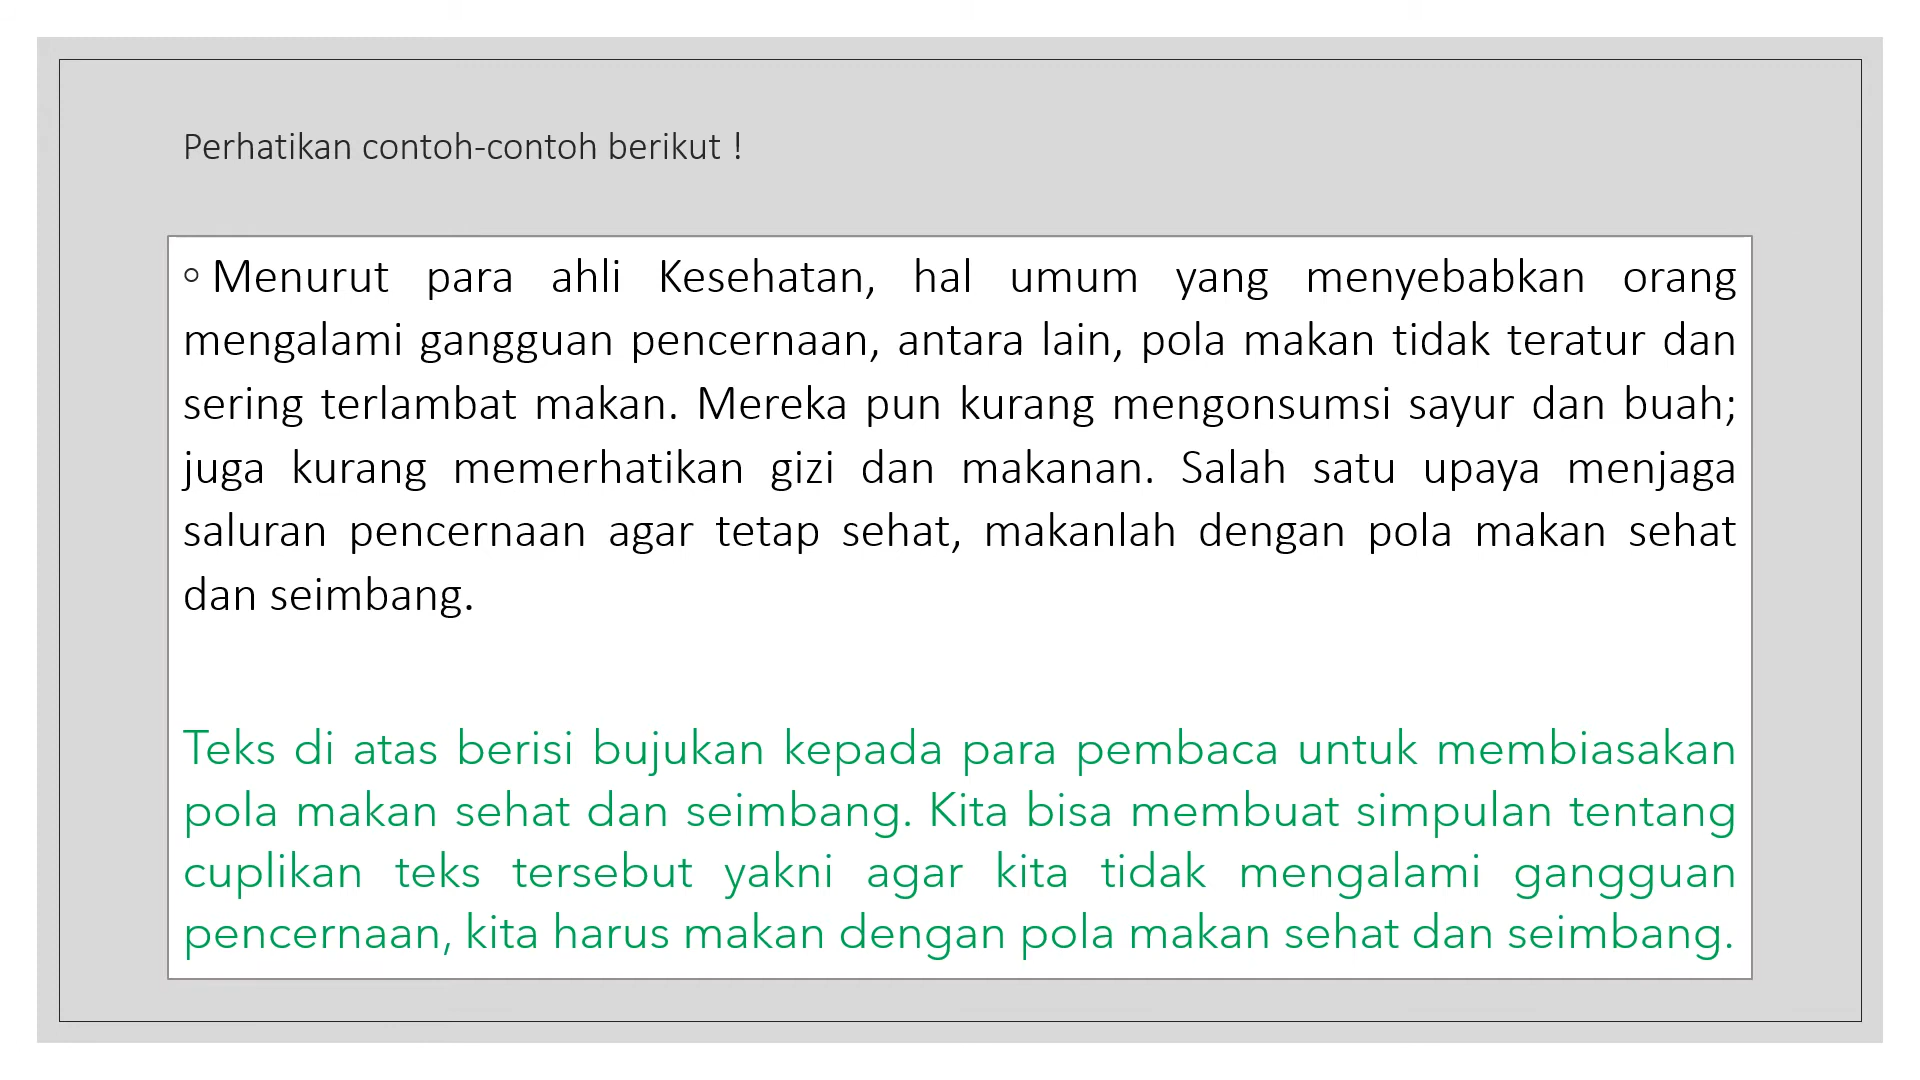 Perhatikan contoh-contoh berikut !
◦ Menurut para ahli Kesehatan, hal umum yang menyebabkan orang
mengalami gangguan pencernaan, antara lain, pola makan tidak teratur dan
sering terlambat makan. Mereka pun kurang mengonsumsi sayur dan buah;
juga kurang memerhatikan gizi dan makanan. Salah satu upaya menjaga
saluran pencernaan agar tetap sehat, makanlah dengan pola makan sehat
dan seimbang.
Teks di atas berisi bujukan kepada para pembaca untuk membiasakan
pola makan sehat dan seimbang. Kita bisa membuat simpulan tentang
cuplikan teks tersebut yakni agar kita tidak mengalami gangguan
pencernaan, kita harus makan dengan pola makan sehat dan seimbang.